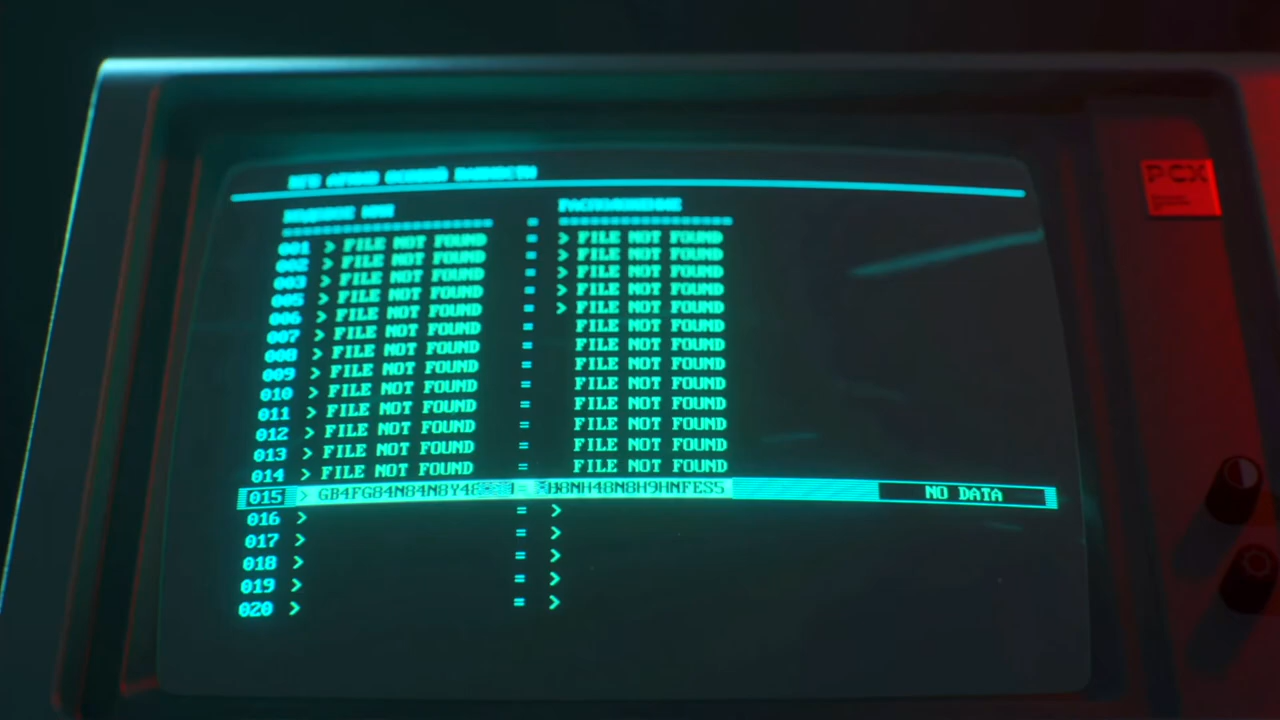 PCX
001 > FILE NOT FOUND = > FILE NOT FOUND
002 > FILE NOT FOUND = > FILE NOT FOUND
003 > FILE NOT FOUND = > FILE NOT FOUND
005 > FILE NOT FOUND = > FILE NOT FOUND
006 > FILE NOT FOUND = > FILE NOT FOUND
007 > FILE NOT FOUND = FILE NOT FOUND
008 > FILE NOT FOUND = FILE NOT FOUND
009 > FILE NOT FOUND = FILE NOT FOUND
010 > FILE NOT FOUND = FILE NOT FOUND
011 > FILE NOT FOUND = FILE NOT FOUND
012 > FILE NOT FOUND = FILE NOT FOUND
013 > FILE NOT FOUND = FILE NOT FOUND
014 > FILE NOT FOUND = FILE NOT FOUND
015 > = NO DATA
016 > = >
017 > = >
018 > = >
019 > = >
020 > = >